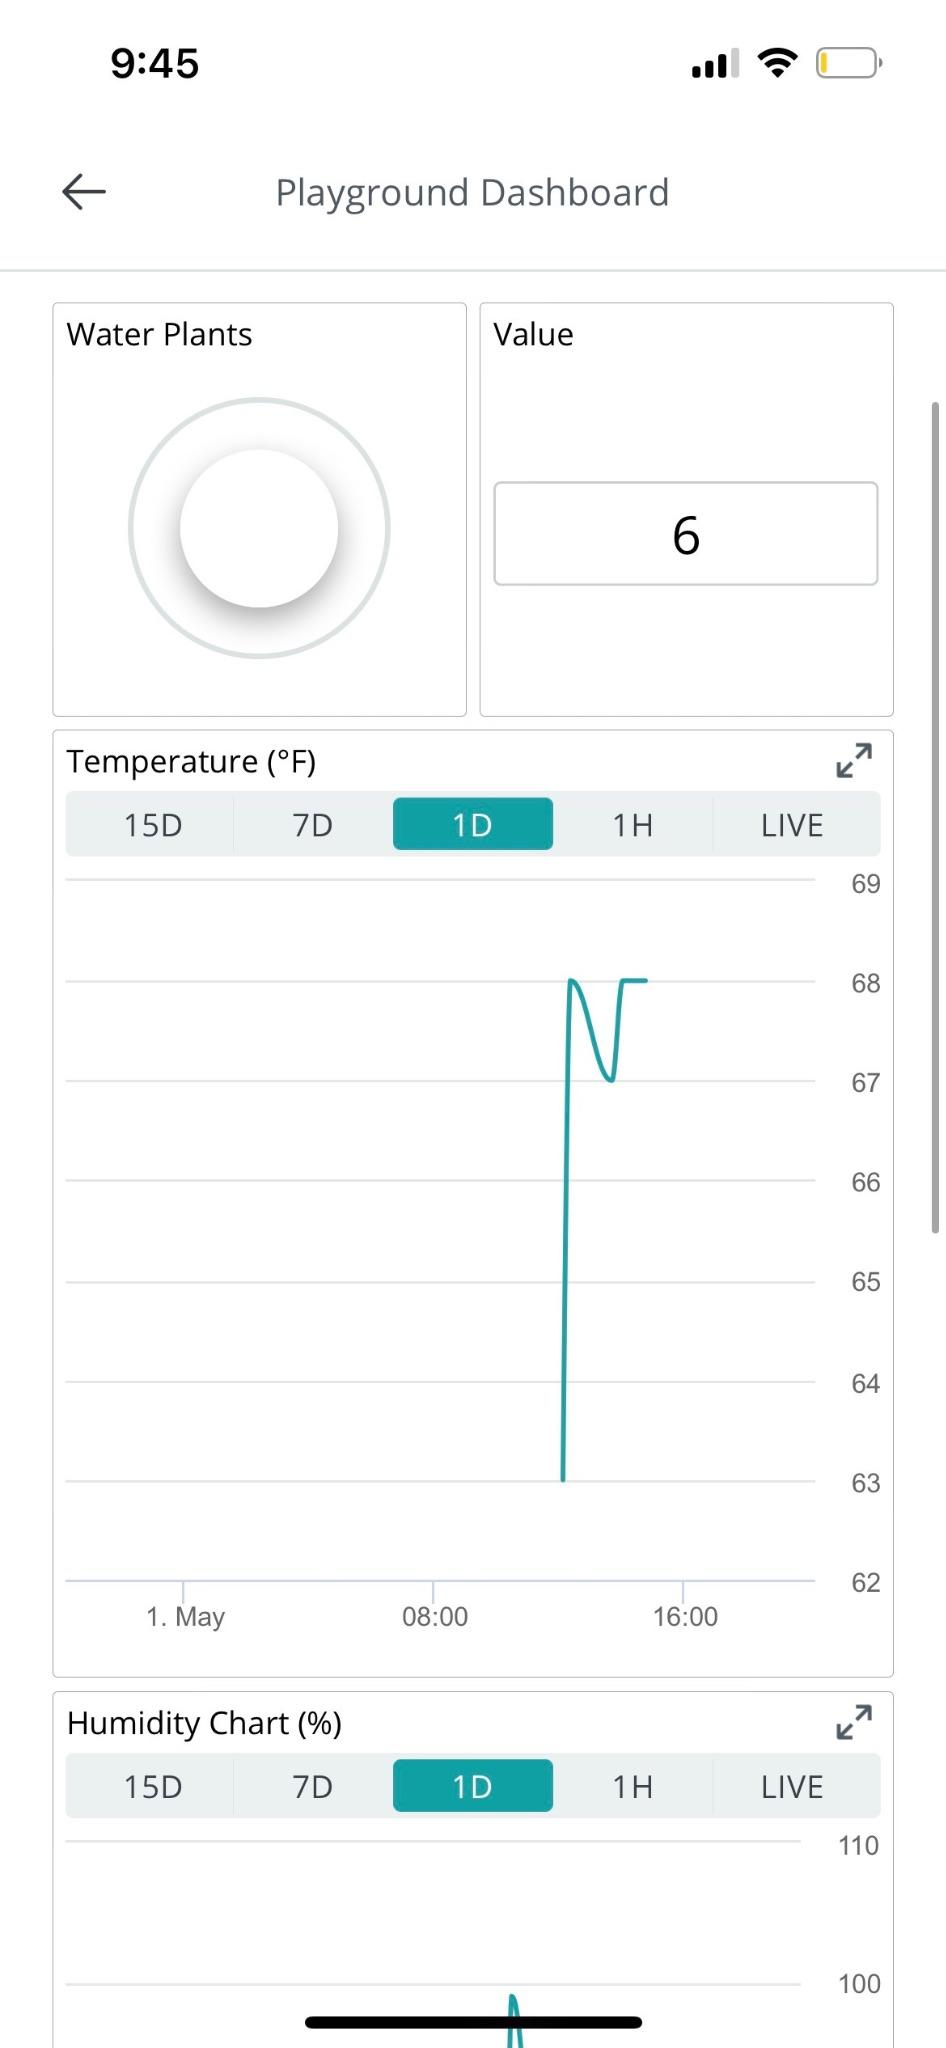 9:45
Playground Dashboard
Water Plants
Value
6
Temperature (°F)
15D 7D 1D 1H LIVE
69
68
67
66
65
64
63
62
1. May 08:00 16:00
Humidity Chart (%)
15D 7D 1D 1H LIVE
110
100